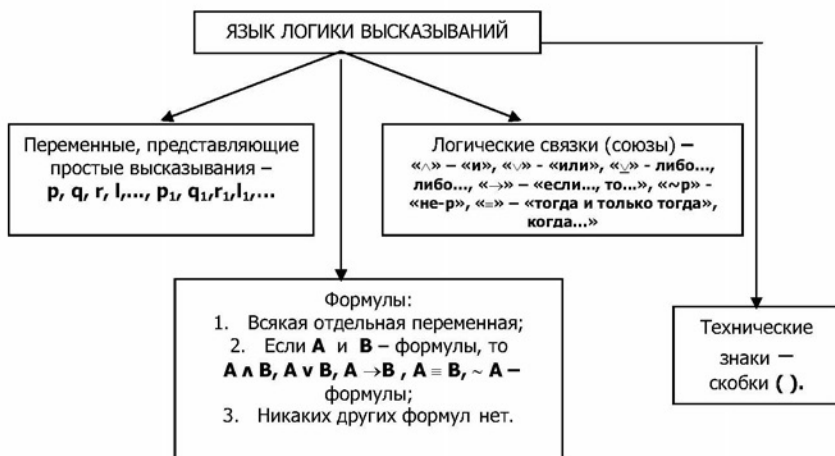 ЯЗЫК ЛОГИКИ ВЫСКАЗЫВАНИЙ
Переменные, представляющие
простые высказывания –
p, q, r, l,..., p₁, q₁,r₁,l₁,...
Логические связки (союзы) –
«∧» – «и», «∨» - «или», «⊻» - либо...,
либо..., «→» – «если..., то...», «~p» -
«не-p», «≡» – «тогда и только тогда»,
когда...»
Формулы:
1. Всякая отдельная переменная;
2. Если A и B – формулы, то
A ∧ B, A v B, A →B , A ≡ B, ~ A –
формулы;
3. Никаких других формул нет.
Технические
знаки –
скобки ( ).